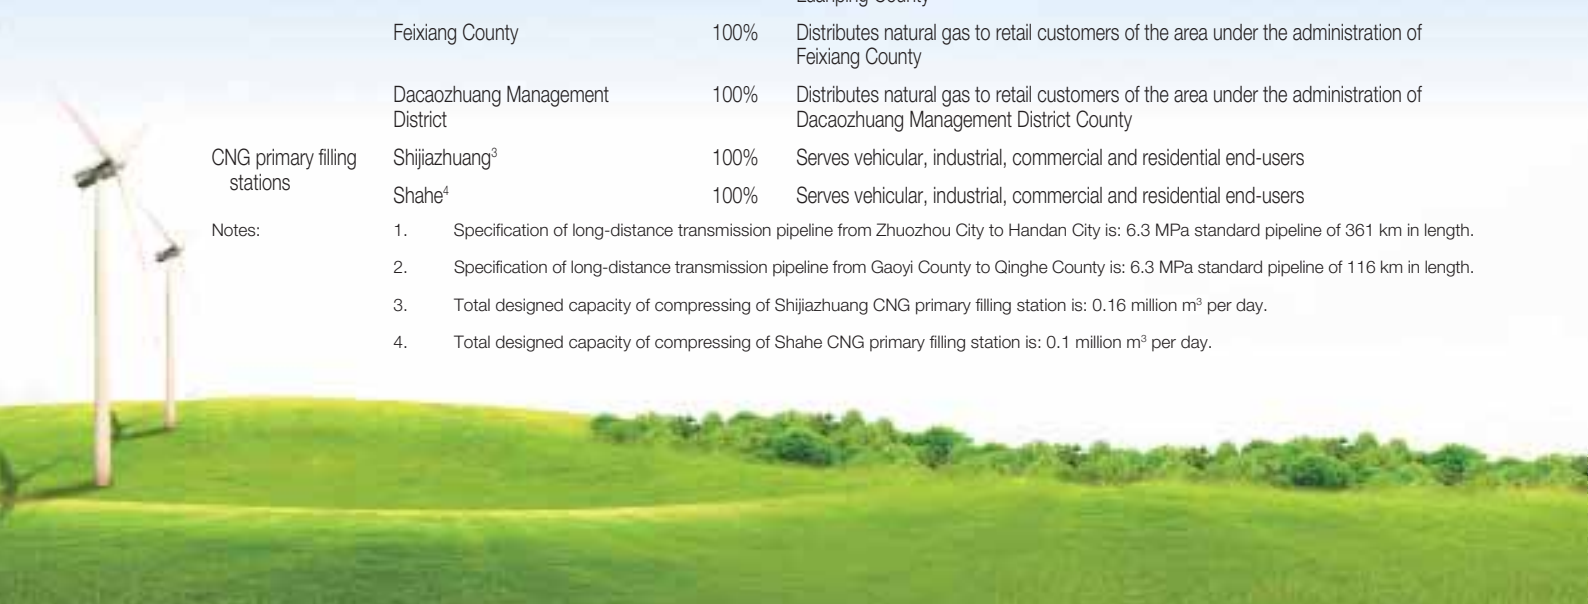 Feixiang County 100% Distributes natural gas to retail customers of the area under the administration of
Feixiang County
Dacaozhuang Management 100% Distributes natural gas to retail customers of the area under the administration of
District Dacaozhuang Management District County
CNG primary filling Shijiazhuang³ 100% Serves vehicular, industrial, commercial and residential end-users
stations
Shahe⁴ 100% Serves vehicular, industrial, commercial and residential end-users
Notes: 1. Specification of long-distance transmission pipeline from Zhuozhou City to Handan City is: 6.3 MPa standard pipeline of 361 km in length.
2. Specification of long-distance transmission pipeline from Gaoyi County to Qinghe County is: 6.3 MPa standard pipeline of 116 km in length.
3. Total designed capacity of compressing of Shijiazhuang CNG primary filling station is: 0.16 million m³ per day.
4. Total designed capacity of compressing of Shahe CNG primary filling station is: 0.1 million m³ per day.